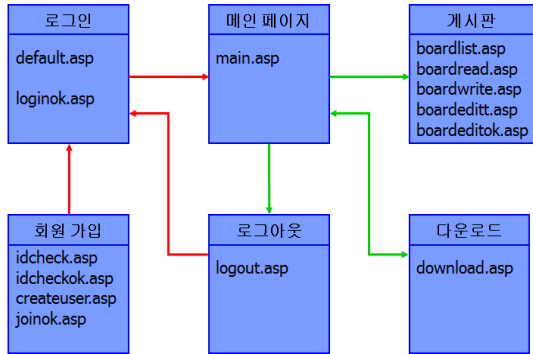 로그인
default.asp
loginok.asp
메인 페이지
main.asp
게시판
boardlist.asp
boardread.asp
boardwrite.asp
boardeditt.asp
boardeditok.asp
회원 가입
idcheck.asp
idcheckok.asp
createuser.asp
joinok.asp
로그아웃
logout.asp
다운로드
download.asp